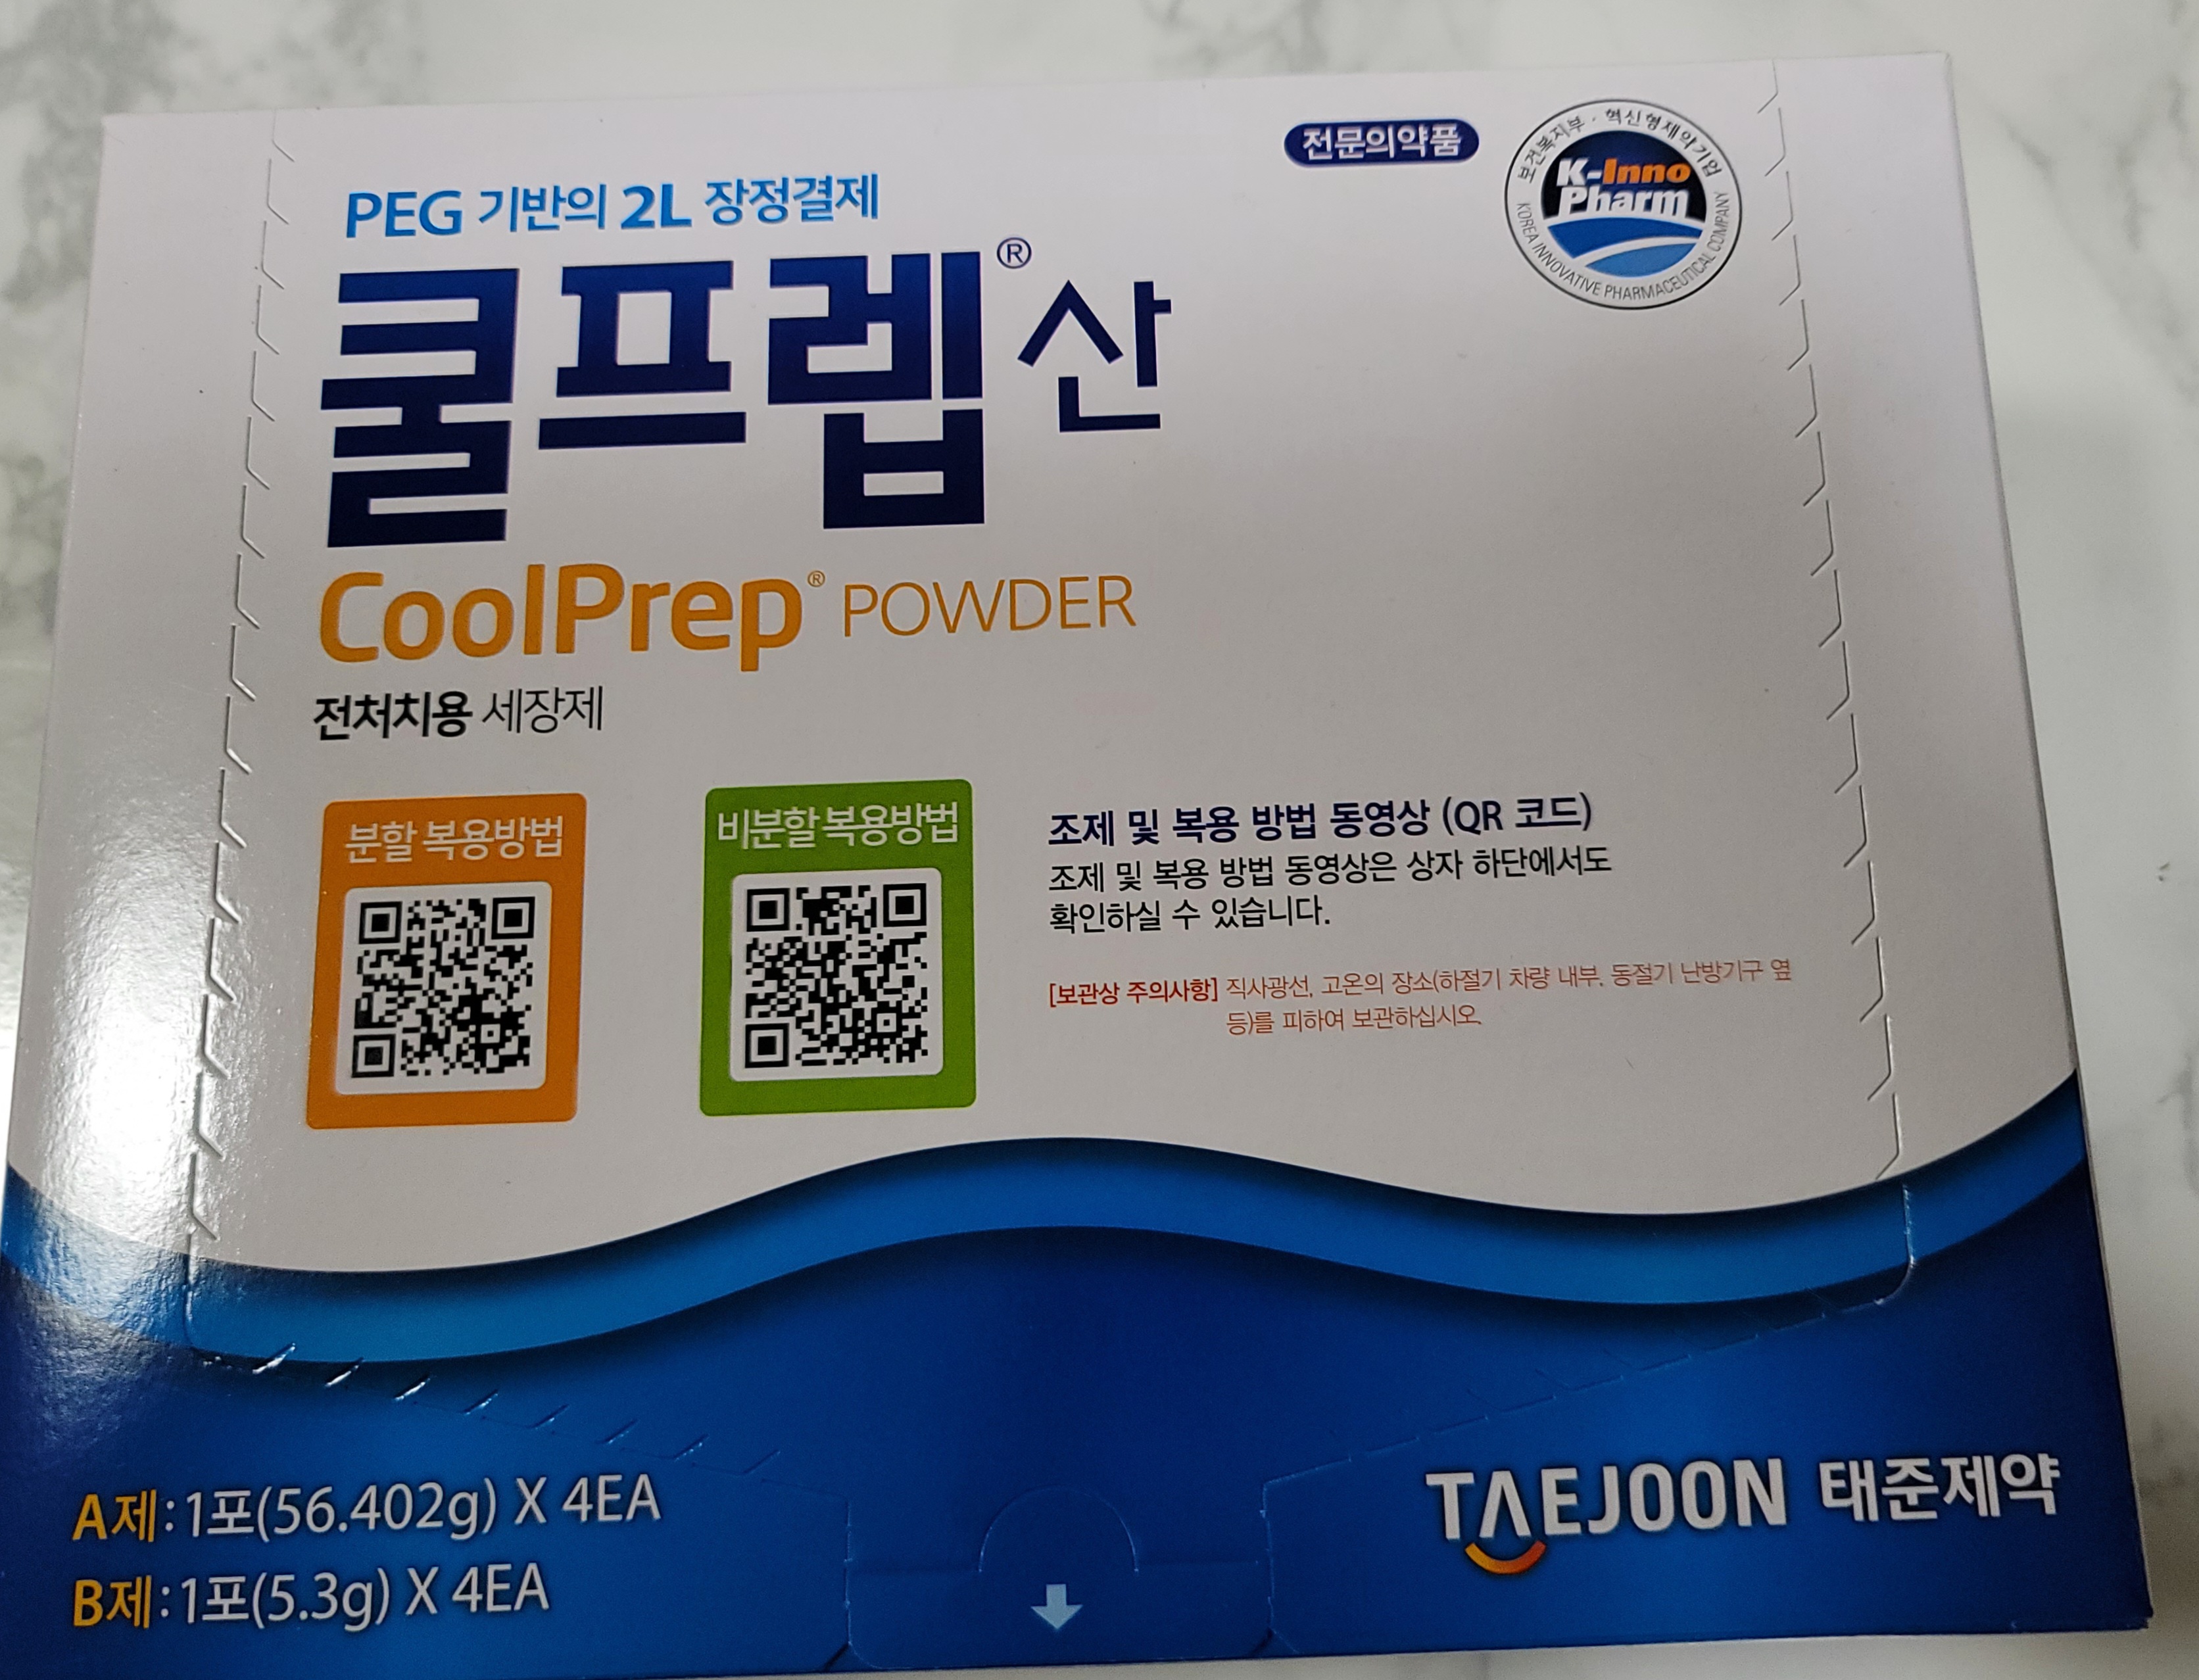 전문의약품
보건복지부 · 혁신형제약기업
K-Inno
Pharm
KOREA INNOVATIVE PHARMACEUTICAL COMPANY
PEG 기반의 2L 장정결제
쿨프렙®산
CoolPrep® POWDER
전처치용 세장제
분할 복용방법
비분할 복용방법
조제 및 복용 방법 동영상 (QR 코드)
조제 및 복용 방법 동영상은 상자 하단에서도
확인하실 수 있습니다.
[보관상 주의사항] 직사광선, 고온의 장소(하절기 차량 내부, 동절기 난방기구 옆
등)를 피하여 보관하십시오.
A제: 1포(56.402g) X 4EA
B제: 1포(5.3g) X 4EA
TAEJOON 태준제약